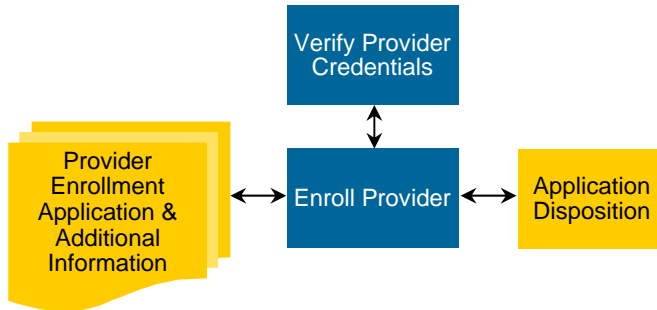 Verify Provider
Credentials
Provider
Enrollment
Application &
Additional
Information
Enroll Provider
Application
Disposition